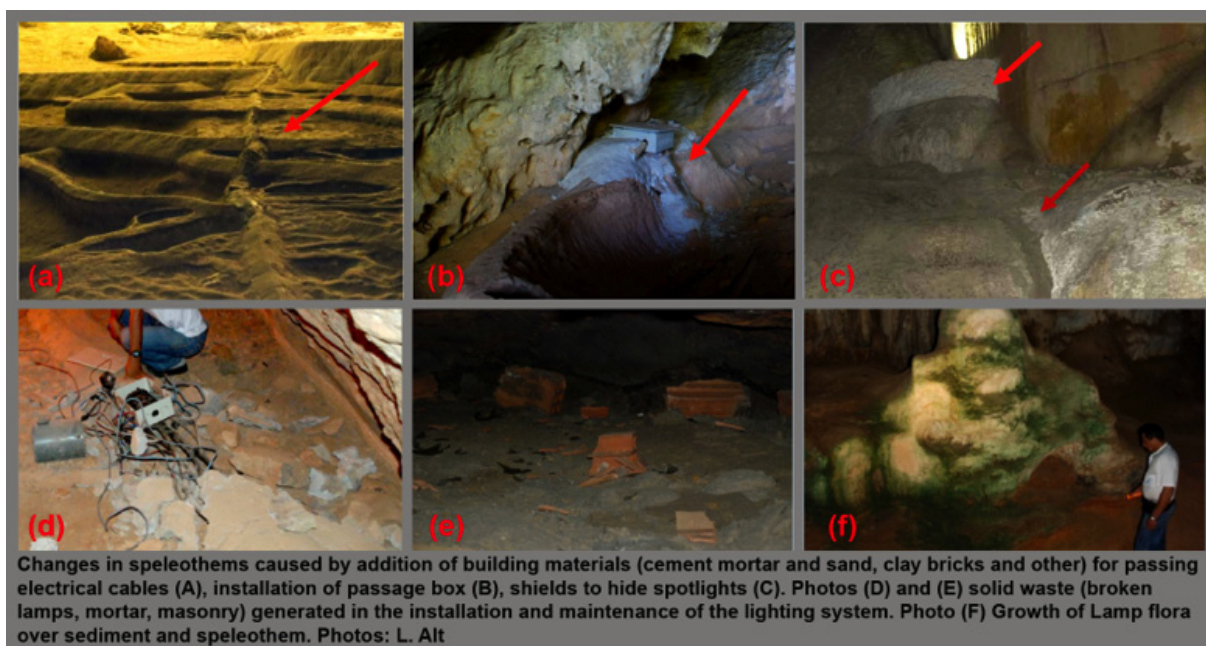 (a)
(b)
(c)
(d)
(e)
(f)
Changes in speleothems caused by addition of building materials (cement mortar and sand, clay bricks and other) for passing
electrical cables (A), installation of passage box (B), shields to hide spotlights (C). Photos (D) and (E) solid waste (broken
lamps, mortar, masonry) generated in the installation and maintenance of the lighting system. Photo (F) Growth of Lamp flora
over sediment and speleothem. Photos: L. Alt